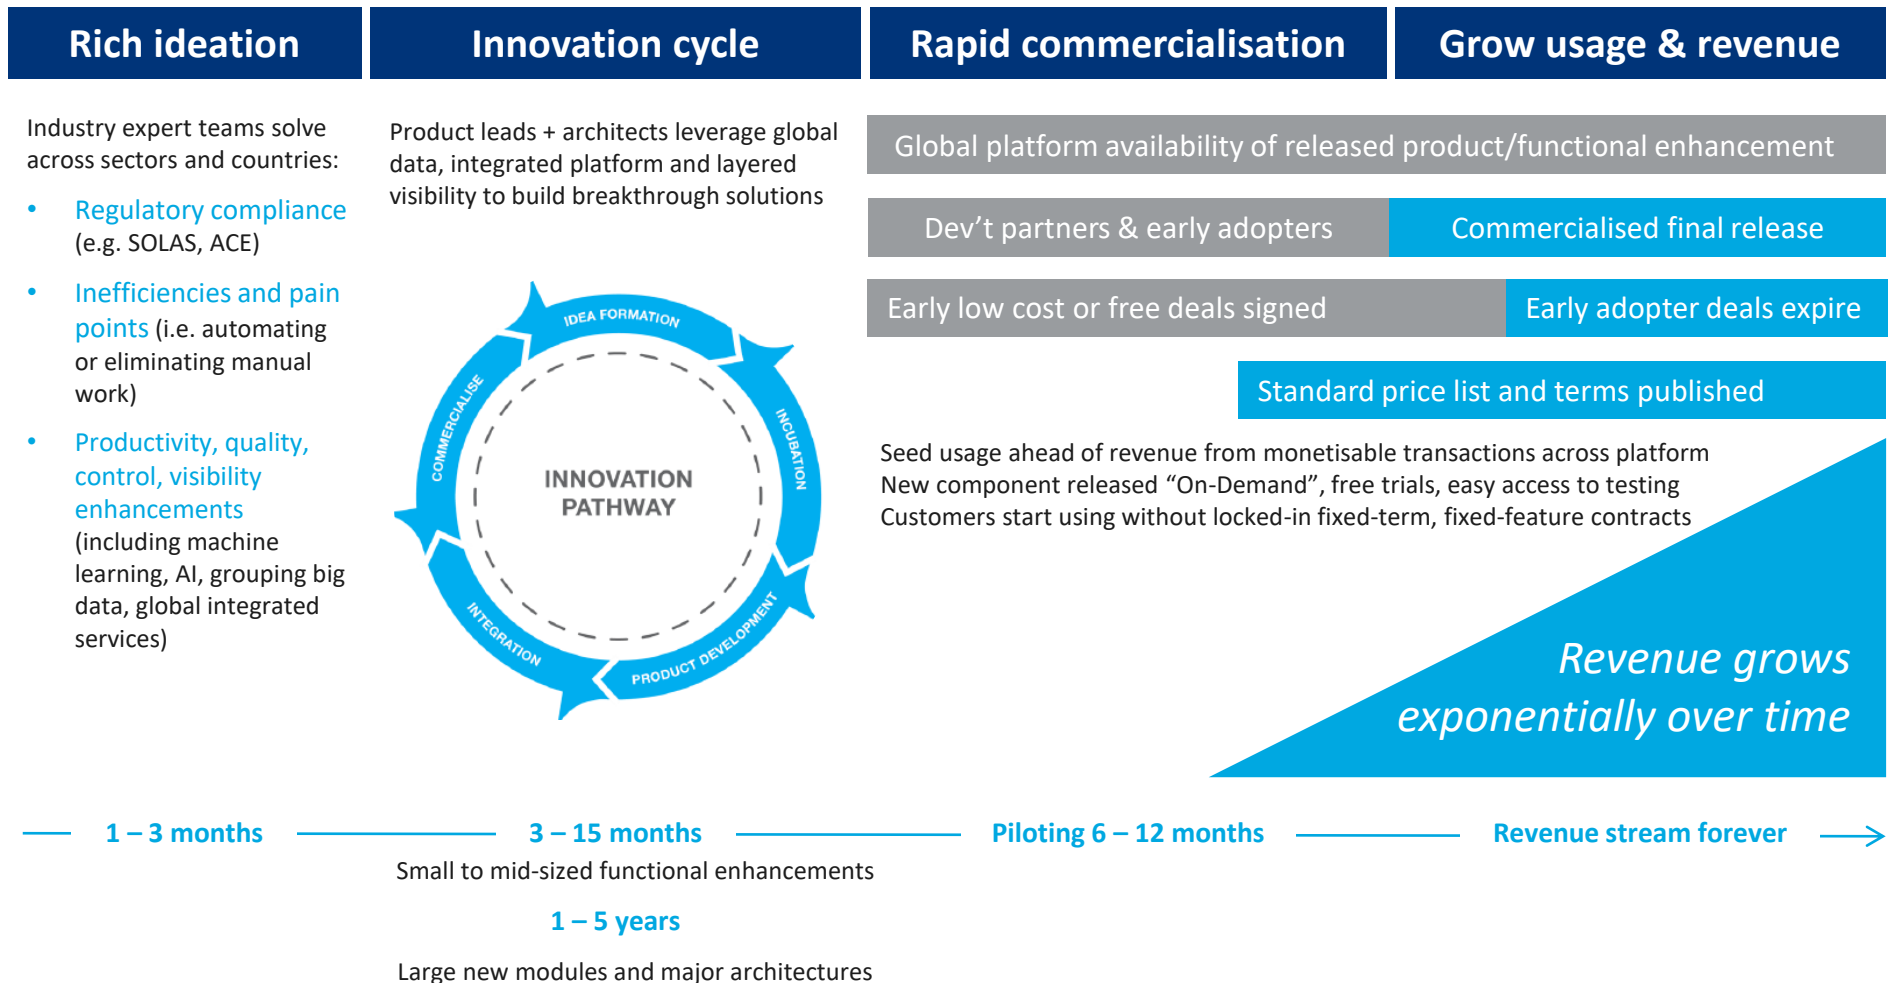 Rich ideation
Innovation cycle
Rapid commercialisation
Grow usage & revenue
Industry expert teams solve
across sectors and countries:
• Regulatory compliance
(e.g. SOLAS, ACE)
• Inefficiencies and pain
points (i.e. automating
or eliminating manual
work)
• Productivity, quality,
control, visibility
enhancements
(including machine
learning, AI, grouping big
data, global integrated
services)
Product leads + architects leverage global
data, integrated platform and layered
visibility to build breakthrough solutions
IDEA FORMATION
INCUBATION
PRODUCT DEVELOPMENT
INTEGRATION
COMMERCIALISE
INNOVATION
PATHWAY
Global platform availability of released product/functional enhancement
Dev’t partners & early adopters
Commercialised final release
Early low cost or free deals signed
Early adopter deals expire
Standard price list and terms published
Seed usage ahead of revenue from monetisable transactions across platform
New component released “On-Demand”, free trials, easy access to testing
Customers start using without locked-in fixed-term, fixed-feature contracts
Revenue grows
exponentially over time
1 – 3 months
3 – 15 months
Piloting 6 – 12 months
Revenue stream forever
Small to mid-sized functional enhancements
1 – 5 years
Large new modules and major architectures